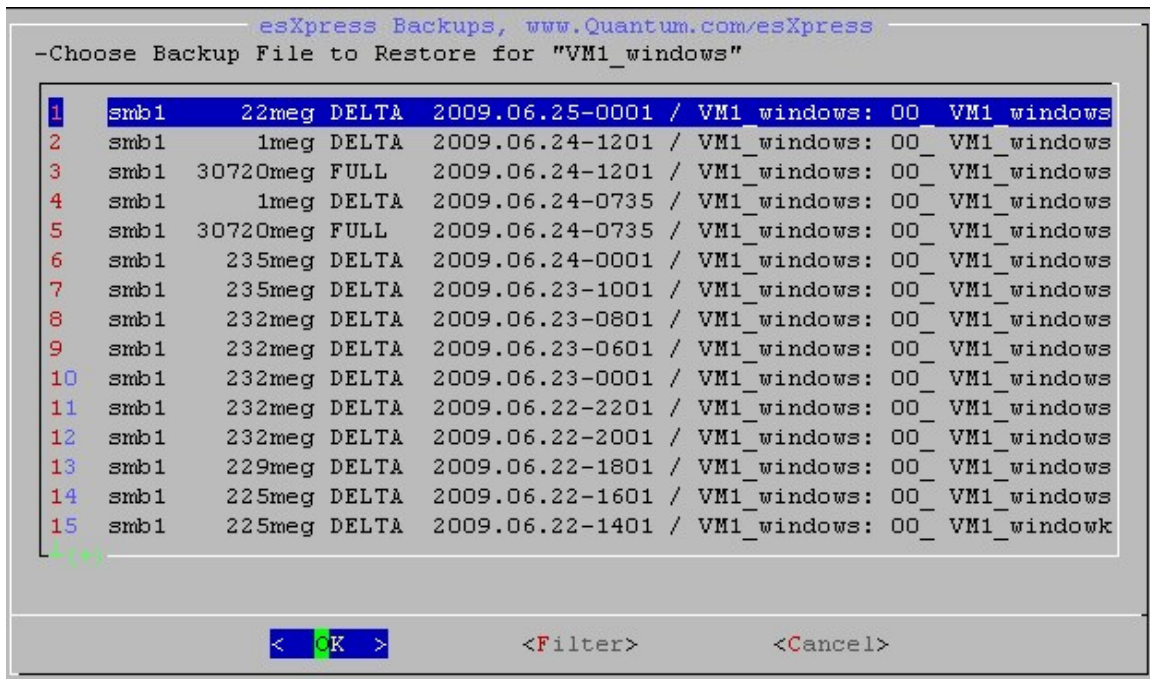 esXpress Backups, www.Quantum.com/esXpress
-Choose Backup File to Restore for "VM1_windows"
1 smb1 22meg DELTA 2009.06.25-0001 / VM1_windows: 00_ VM1_windows
2 smb1 1meg DELTA 2009.06.24-1201 / VM1_windows: 00_ VM1_windows
3 smb1 30720meg FULL 2009.06.24-1201 / VM1_windows: 00_ VM1_windows
4 smb1 1meg DELTA 2009.06.24-0735 / VM1_windows: 00_ VM1_windows
5 smb1 30720meg FULL 2009.06.24-0735 / VM1_windows: 00_ VM1_windows
6 smb1 235meg DELTA 2009.06.24-0001 / VM1_windows: 00_ VM1_windows
7 smb1 235meg DELTA 2009.06.23-1001 / VM1_windows: 00_ VM1_windows
8 smb1 232meg DELTA 2009.06.23-0801 / VM1_windows: 00_ VM1_windows
9 smb1 232meg DELTA 2009.06.23-0601 / VM1_windows: 00_ VM1_windows
10 smb1 232meg DELTA 2009.06.23-0001 / VM1_windows: 00_ VM1_windows
11 smb1 232meg DELTA 2009.06.22-2201 / VM1_windows: 00_ VM1_windows
12 smb1 232meg DELTA 2009.06.22-2001 / VM1_windows: 00_ VM1_windows
13 smb1 229meg DELTA 2009.06.22-1801 / VM1_windows: 00_ VM1_windows
14 smb1 225meg DELTA 2009.06.22-1601 / VM1_windows: 00_ VM1_windows
15 smb1 225meg DELTA 2009.06.22-1401 / VM1_windows: 00_ VM1_windowk
(+)
< OK > <Filter> <Cancel>